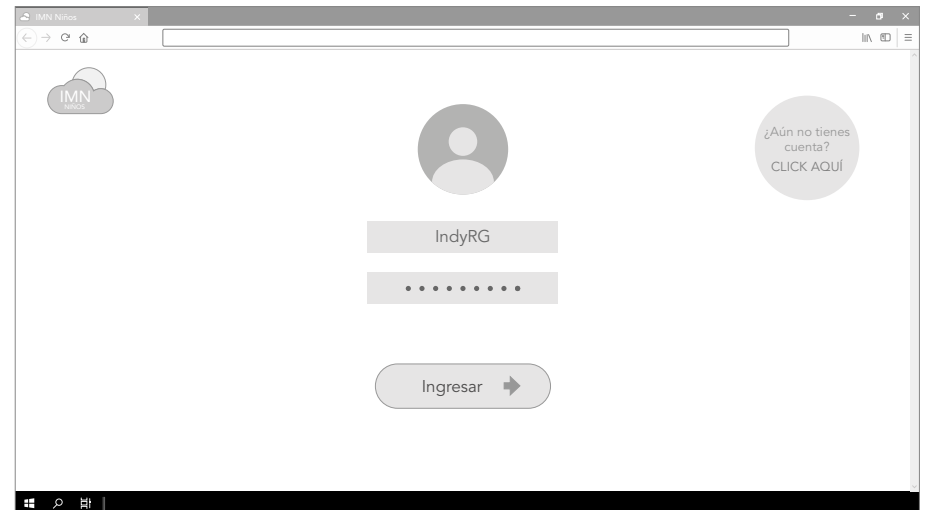 IMN Niños
IMN
NIÑOS
¿Aún no tienes
cuenta?
CLICK AQUÍ
IndyRG
Ingresar